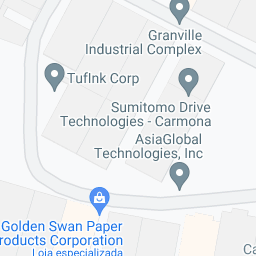 Granville
Industrial Complex
TufInk Corp
Sumitomo Drive
Technologies - Carmona
AsiaGlobal
Technologies, Inc
Golden Swan Paper
roducts Corporation
Loja especializada
Ca